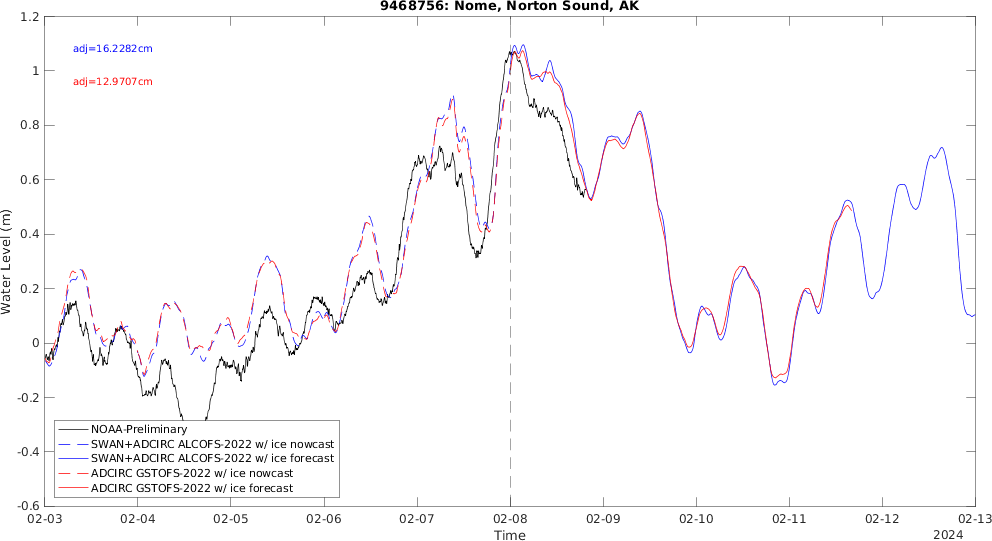 9468756: Nome, Norton Sound, AK
adj=16.2282cm
adj=12.9707cm
Water Level (m)
1.2
1
0.8
0.6
0.4
0.2
0
-0.2
-0.4
-0.6
NOAA-Preliminary
SWAN+ADCIRC ALCOFS-2022 w/ ice nowcast
SWAN+ADCIRC ALCOFS-2022 w/ ice forecast
ADCIRC GSTOFS-2022 w/ ice nowcast
ADCIRC GSTOFS-2022 w/ ice forecast
02-03 02-04 02-05 02-06 02-07 02-08 02-09 02-10 02-11 02-12 02-13
Time
2024